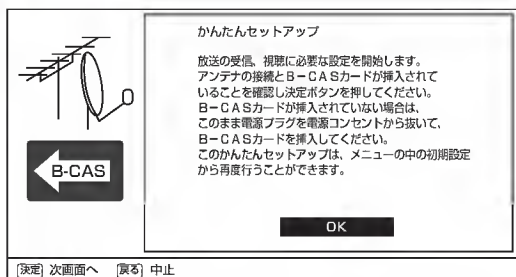 かんたんセットアップ
放送の受信、視聴に必要な設定を開始します。
アンテナの接続とB-CASカードが挿入されて
いることを確認し決定ボタンを押してください。
B-CASカードが挿入されていない場合は、
このまま電源プラグを電源コンセントから抜いて、
B-CASカードを挿入してください。
このかんたんセットアップは、メニューの中の初期設定
から再度行うことができます。
B-CAS
OK
決定 次画面へ 戻る 中止